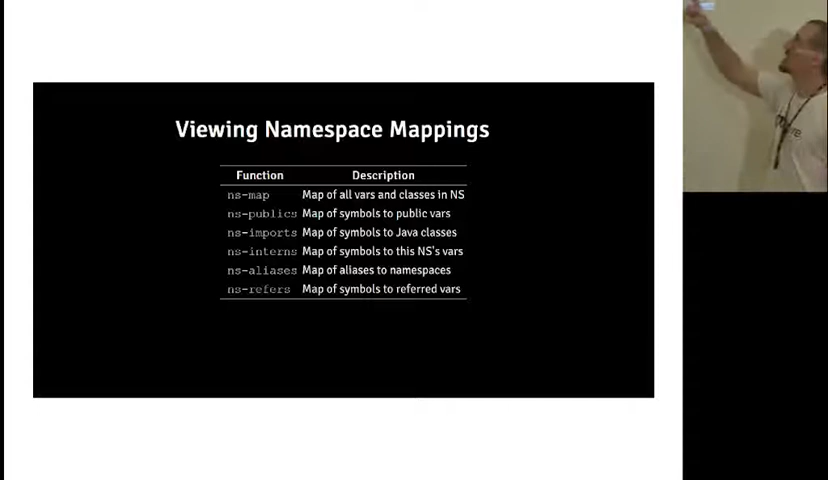 Viewing Namespace Mappings
Function Description
ns-map Map of all vars and classes in NS
ns-publics Map of symbols to public vars
ns-imports Map of symbols to Java classes
ns-interns Map of symbols to this NS's vars
ns-aliases Map of aliases to namespaces
ns-refers Map of symbols to referred vars